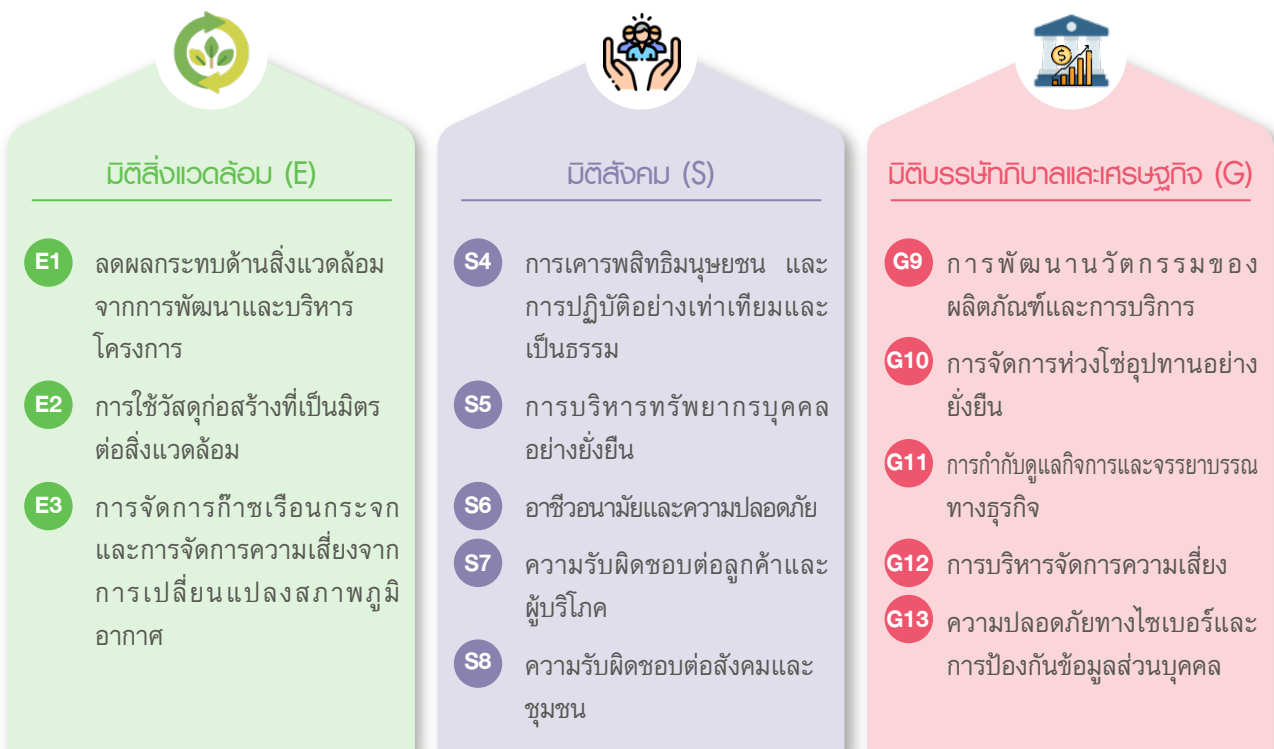 มิติสิ่งแวดล้อม (E)
E1 ลดผลกระทบด้านสิ่งแวดล้อม
จากการพัฒนาและบริหาร
โครงการ
E2 การใช้วัสดุก่อสร้างที่เป็นมิตร
ต่อสิ่งแวดล้อม
E3 การจัดการก๊าซเรือนกระจก
และการจัดการความเสี่ยงจาก
การเปลี่ยนแปลงสภาพภูมิ
อากาศ
มิติสังคม (S)
S4 การเคารพสิทธิมนุษยชน และ
การปฏิบัติอย่างเท่าเทียมและ
เป็นธรรม
S5 การบริหารทรัพยากรบุคคล
อย่างยั่งยืน
S6 อาชีวอนามัยและความปลอดภัย
S7 ความรับผิดชอบต่อลูกค้าและ
ผู้บริโภค
S8 ความรับผิดชอบต่อสังคมและ
ชุมชน
มิติบรรษัทภิบาลและเศรษฐกิจ (G)
G9 การพัฒนานวัตกรรมของ
ผลิตภัณฑ์และการบริการ
G10 การจัดการห่วงโซ่อุปทานอย่าง
ยั่งยืน
G11 การกำกับดูแลกิจการและจรรยาบรรณ
ทางธุรกิจ
G12 การบริหารจัดการความเสี่ยง
G13 ความปลอดภัยทางไซเบอร์และ
การป้องกันข้อมูลส่วนบุคคล